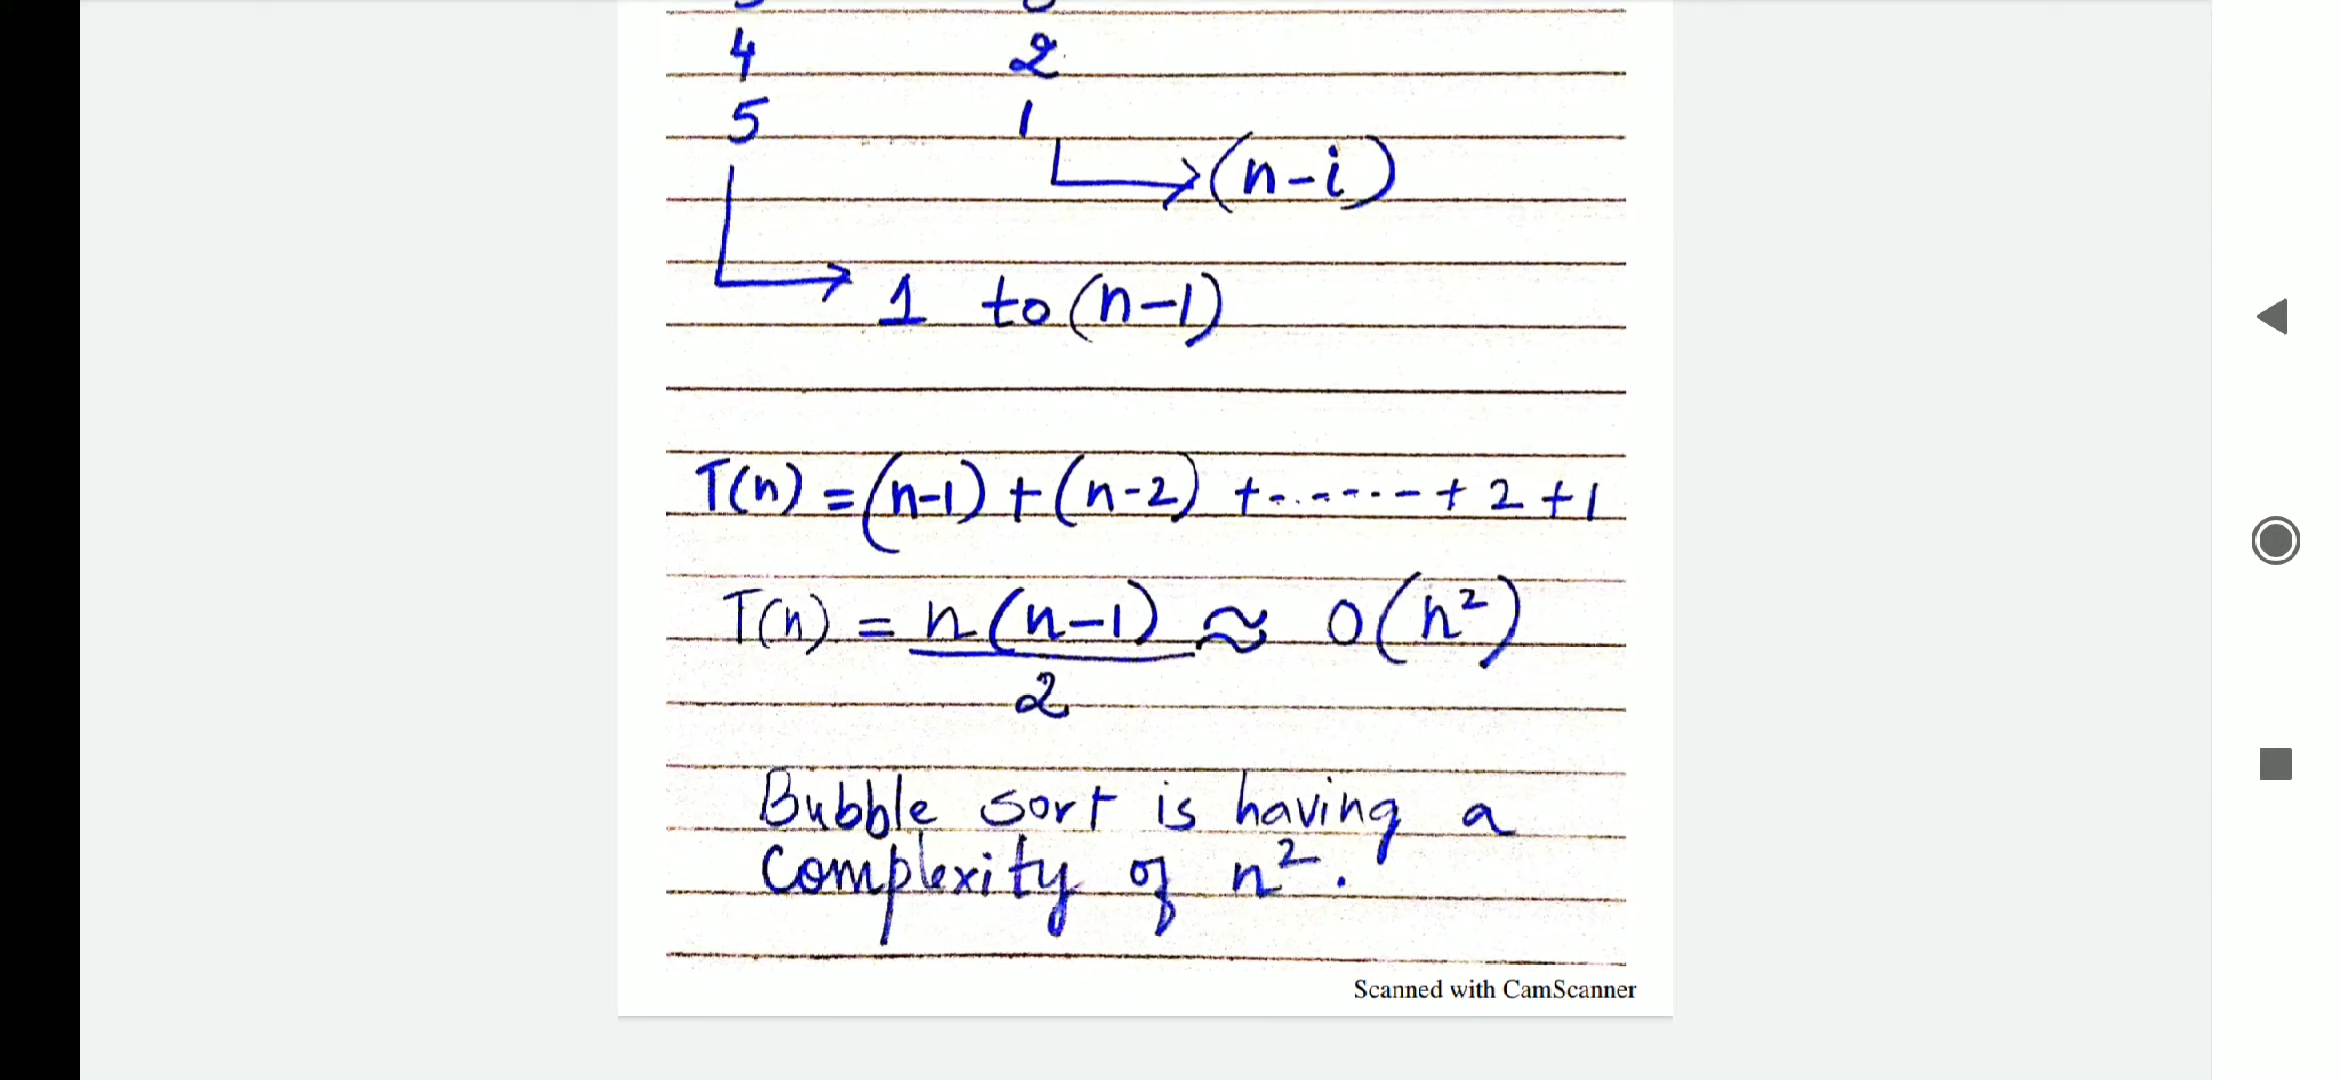 4 2
5 1
(n-i)
1 to (n-1)
T(n) = (n-1) + (n-2) +.......+ 2 + 1
T(n) = n(n-1) ≈ O(n²)
2
Bubble sort is having a
complexity of n².
Scanned with CamScanner